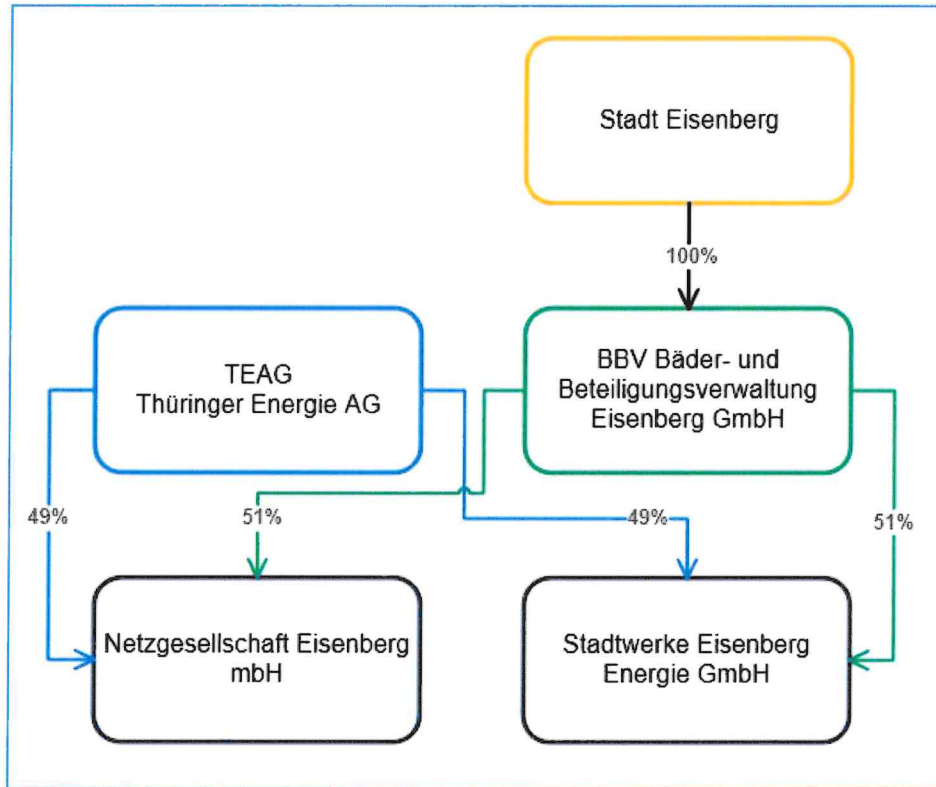 Stadt Eisenberg
100%
TEAG
Thüringer Energie AG
BBV Bäder- und
Beteiligungsverwaltung
Eisenberg GmbH
49%
51%
49%
51%
Netzgesellschaft Eisenberg
mbH
Stadtwerke Eisenberg
Energie GmbH